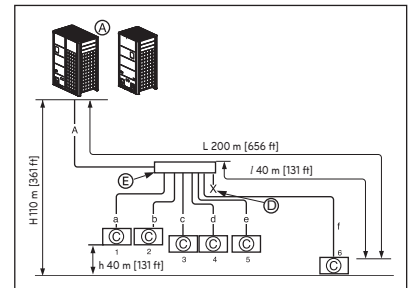 A
A
L 200 m [656 ft]
l 40 m [131 ft]
H 110 m [361 ft]
E
X
D
a
b
c
d
e
f
C
C
C
C
C
C
1
2
3
4
5
6
h 40 m [131 ft]